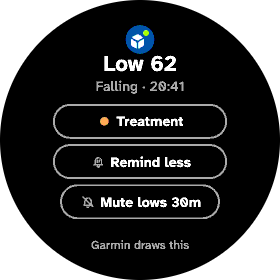 Low 62
Falling · 20:41
Treatment
Remind less
Mute lows 30m
Garmin draws this